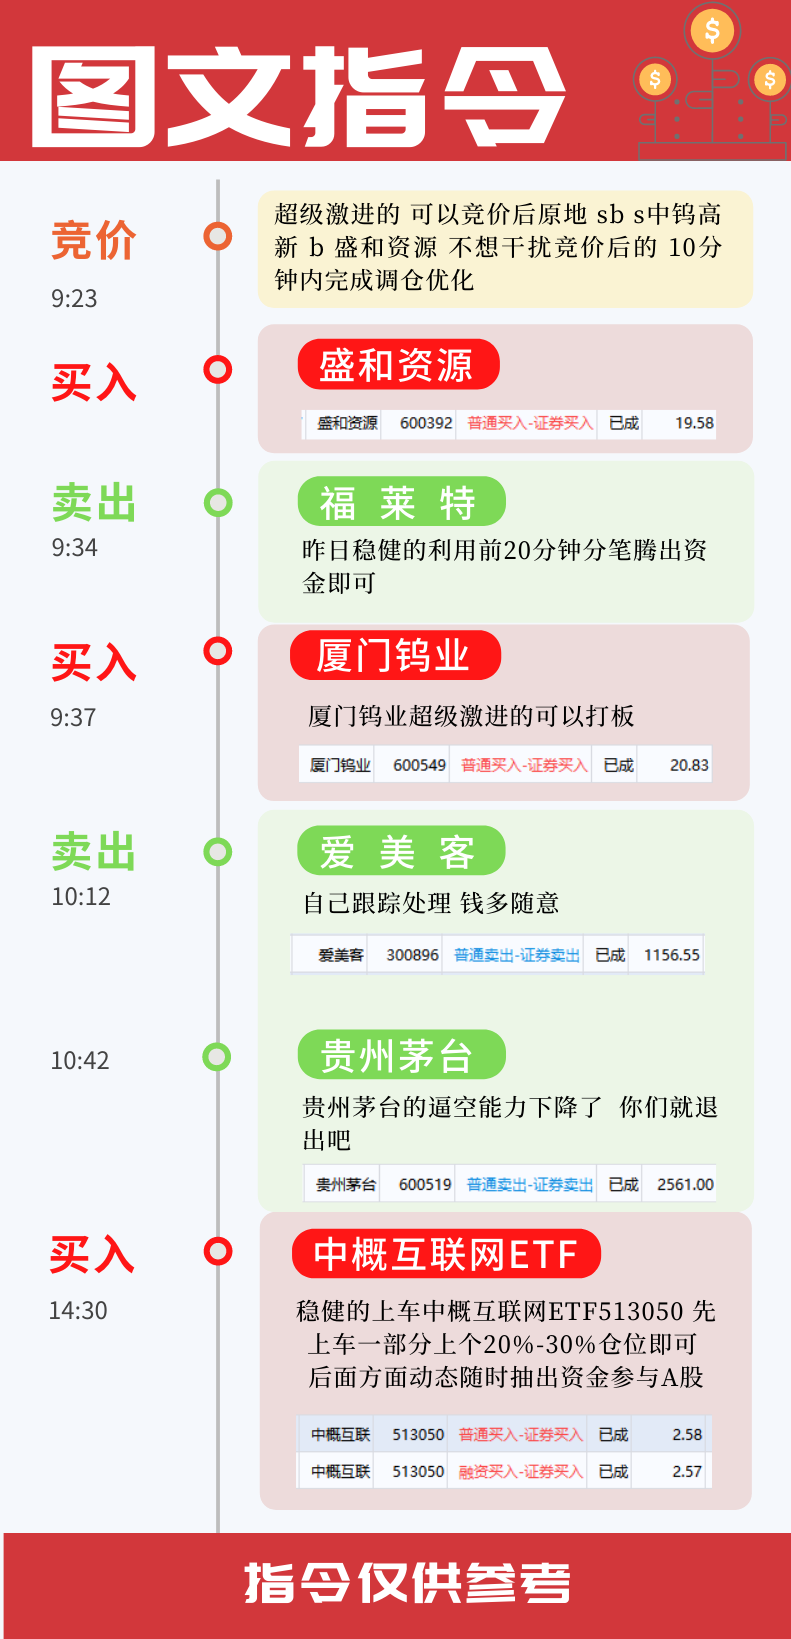 图文指令
竞价
9:23
超级激进的 可以竞价后原地 sb s中钨高
新 b 盛和资源 不想干扰竞价后的 10分
钟内完成调仓优化
买入
盛和资源
盛和资源 600392 普通买入-证券买入 已成 19.58
卖出
9:34
福 莱 特
昨日稳健的利用前20分钟分笔腾出资
金即可
买入
9:37
厦门钨业
厦门钨业超级激进的可以打板
厦门钨业 600549 普通买入-证券买入 已成 20.83
卖出
10:12
爱 美 客
自己跟踪处理 钱多随意
爱美客 300896 普通卖出-证券卖出 已成 1156.55
10:42
贵州茅台
贵州茅台的逼空能力下降了 你们就退
出吧
贵州茅台 600519 普通卖出-证券卖出 已成 2561.00
买入
14:30
中概互联网ETF
稳健的上车中概互联网ETF513050 先
上车一部分上个20%-30%仓位即可
后面方面动态随时抽出资金参与A股
中概互联 513050 普通买入-证券买入 已成 2.58
中概互联 513050 融资买入-证券买入 已成 2.57
指令仅供参考